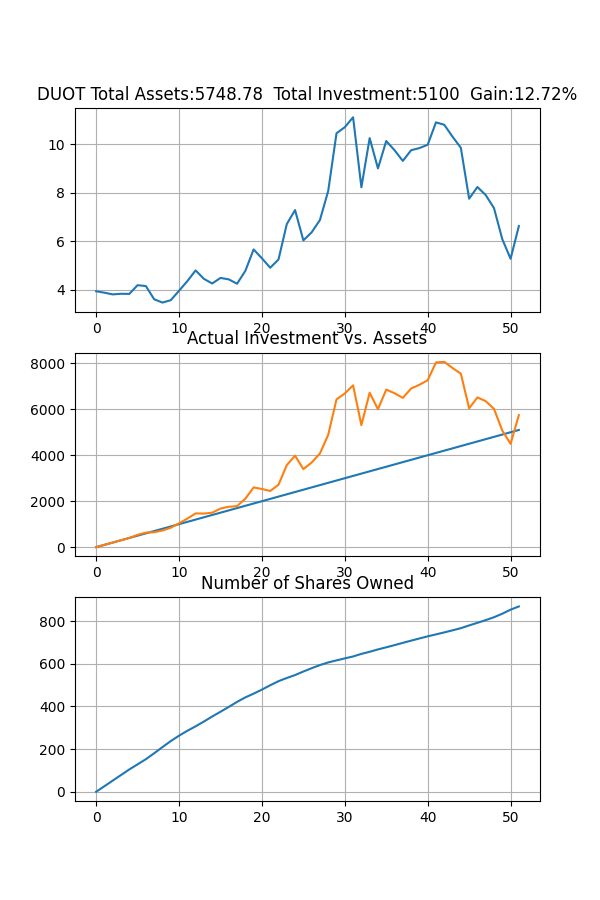 DUOT Total Assets:5748.78  Total Investment:5100  Gain:12.72%
10
8
6
4
0 10 20 30 40 50
Actual Investment vs. Assets
8000
6000
4000
2000
0
0 10 20 30 40 50
Number of Shares Owned
800
600
400
200
0
0 10 20 30 40 50